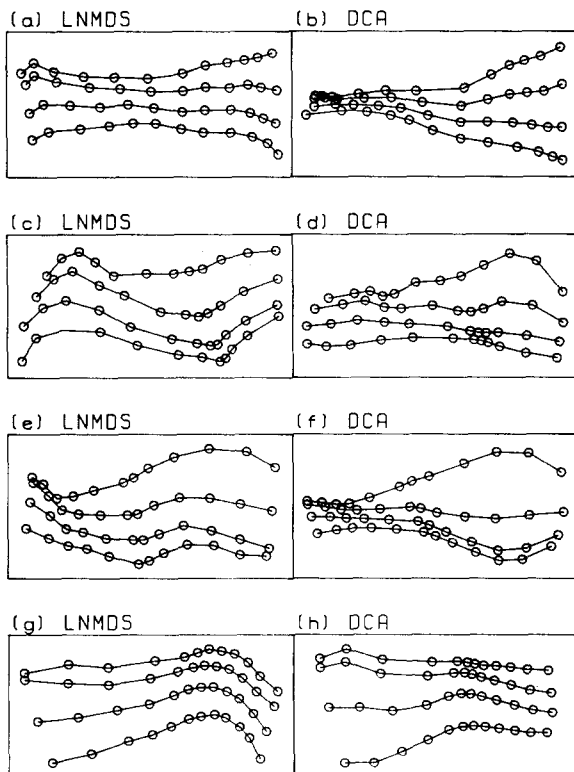 (a) LNMDS
(b) DCA
(c) LNMDS
(d) DCA
(e) LNMDS
(f) DCA
(g) LNMDS
(h) DCA